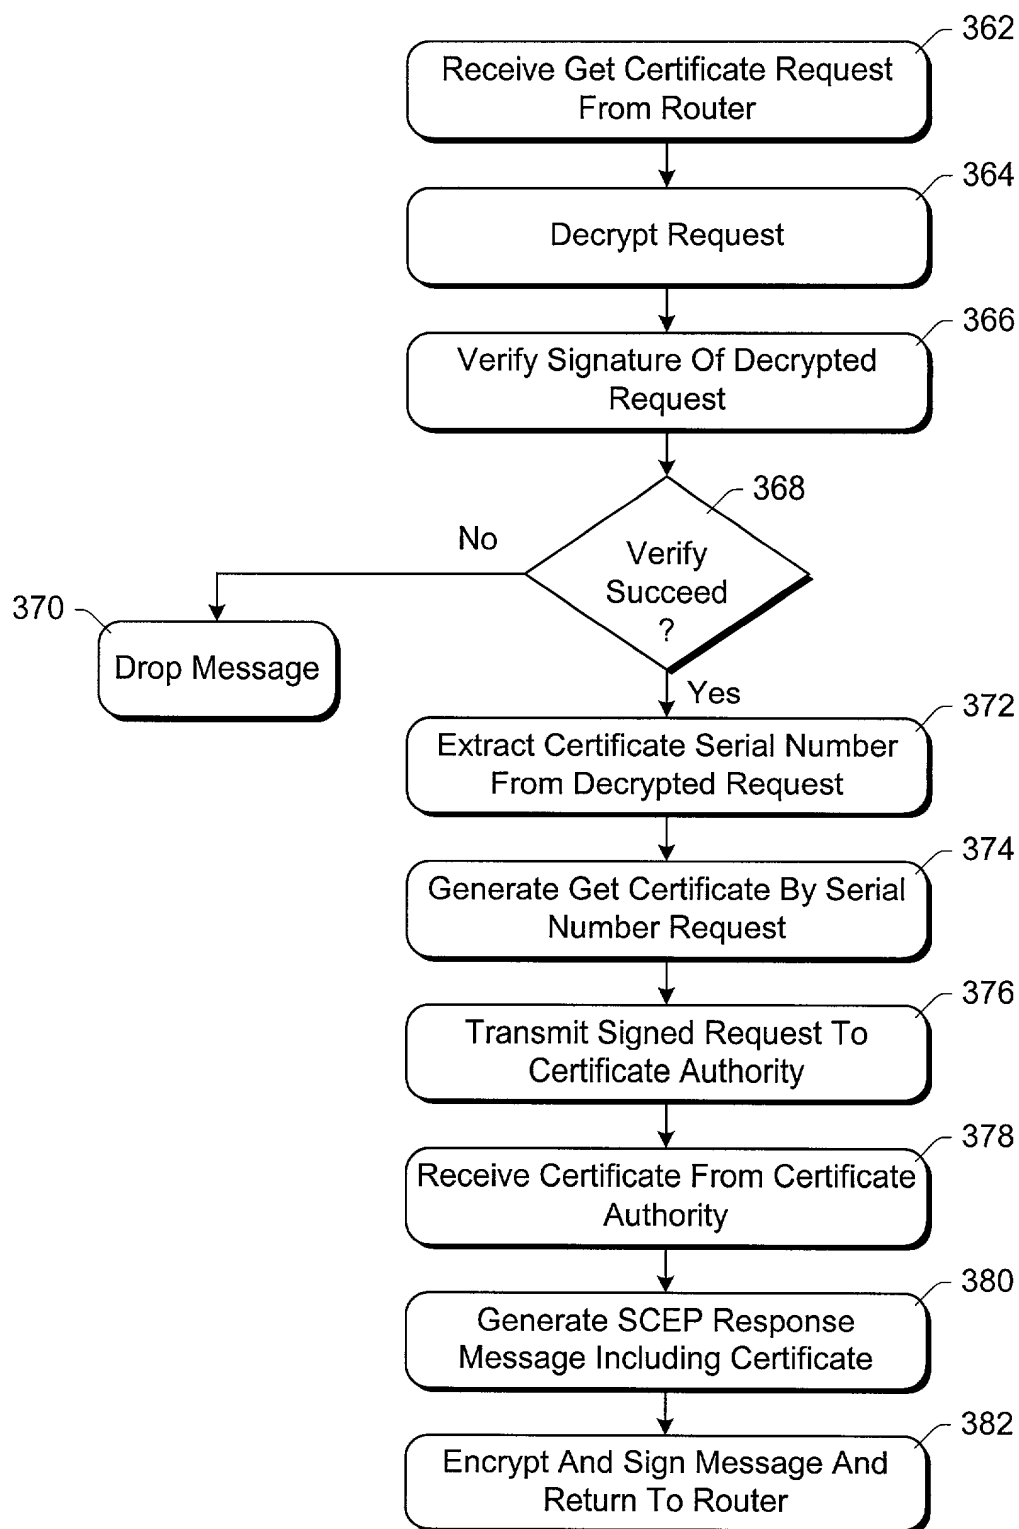 362
Receive Get Certificate Request
From Router
364
Decrypt Request
366
Verify Signature Of Decrypted
Request
368
Verify
Succeed
?
No
370
Drop Message
Yes
372
Extract Certificate Serial Number
From Decrypted Request
374
Generate Get Certificate By Serial
Number Request
376
Transmit Signed Request To
Certificate Authority
378
Receive Certificate From Certificate
Authority
380
Generate SCEP Response
Message Including Certificate
382
Encrypt And Sign Message And
Return To Router